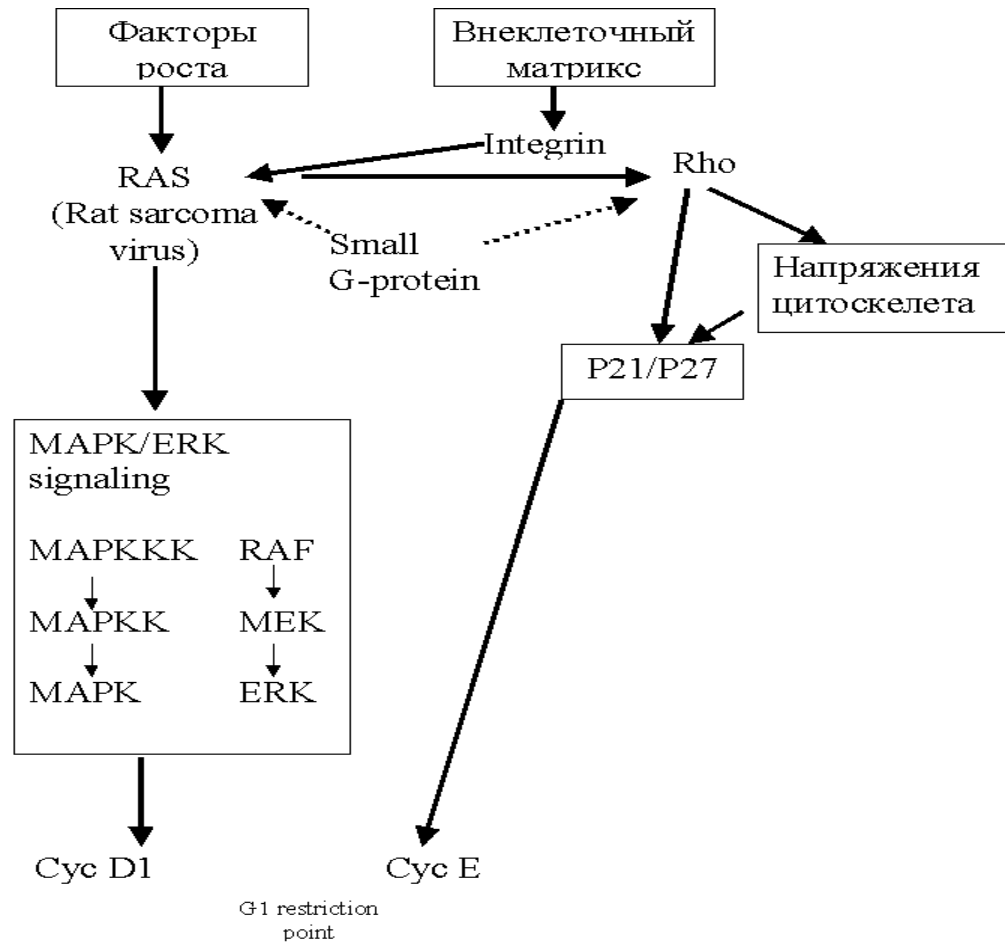 Факторы
роста
Внеклеточный
матрикс
Integrin
RAS
(Rat sarcoma
virus)
Rho
Small
G-protein
Напряжения
цитоскелета
P21/P27
MAPK/ERK
signaling
MAPKKK RAF
MAPKK MEK
MAPK ERK
Cyc D1
Cyc E
G1 restriction
point